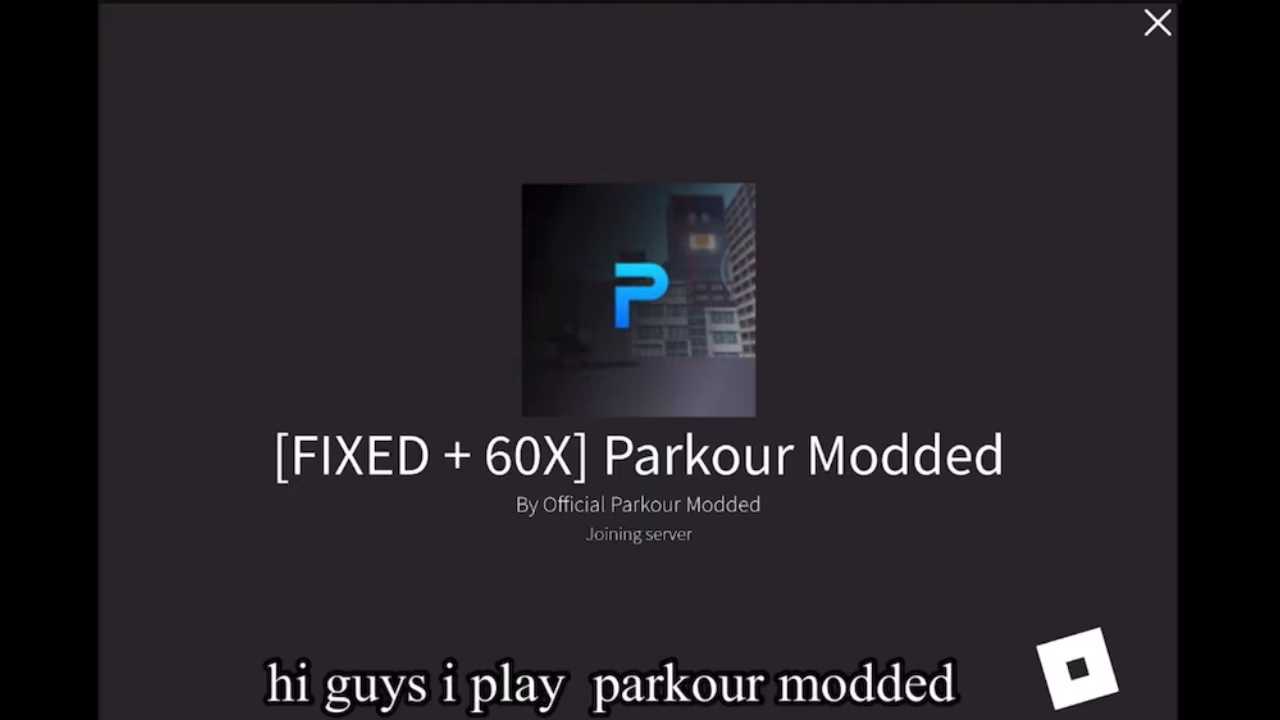 P
[FIXED + 60X] Parkour Modded
By Official Parkour Modded
Joining server
hi guys i play  parkour modded